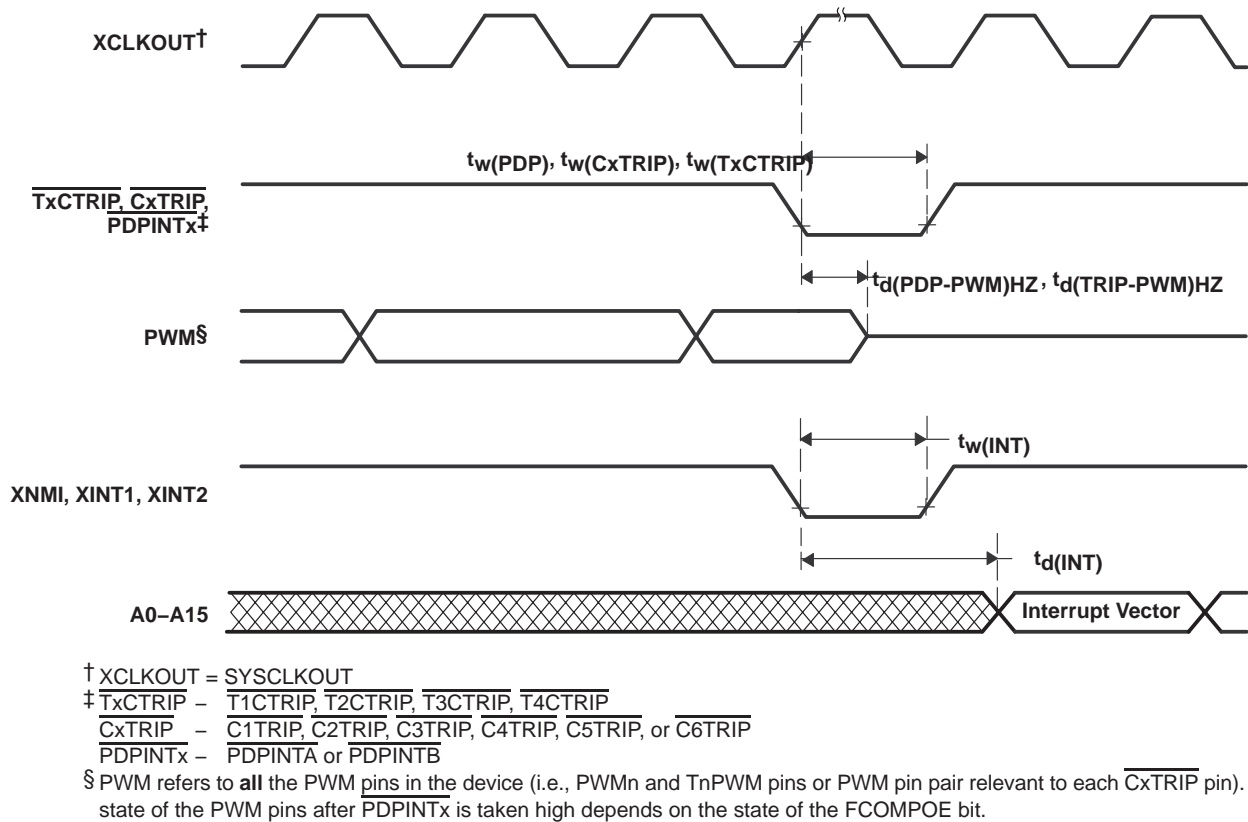 XCLKOUT†
tw(PDP), tw(CxTRIP), tw(TxCTRIP)
TxCTRIP, CxTRIP,
PDPINTx‡
td(PDP-PWM)HZ, td(TRIP-PWM)HZ
PWM§
tw(INT)
XNMI, XINT1, XINT2
td(INT)
A0–A15
Interrupt Vector
† XCLKOUT = SYSCLKOUT
‡ TxCTRIP – T1CTRIP, T2CTRIP, T3CTRIP, T4CTRIP
CxTRIP – C1TRIP, C2TRIP, C3TRIP, C4TRIP, C5TRIP, or C6TRIP
PDPINTx – PDPINTA or PDPINTB
§ PWM refers to all the PWM pins in the device (i.e., PWMn and TnPWM pins or PWM pin pair relevant to each CxTRIP pin).
state of the PWM pins after PDPINTx is taken high depends on the state of the FCOMPOE bit.